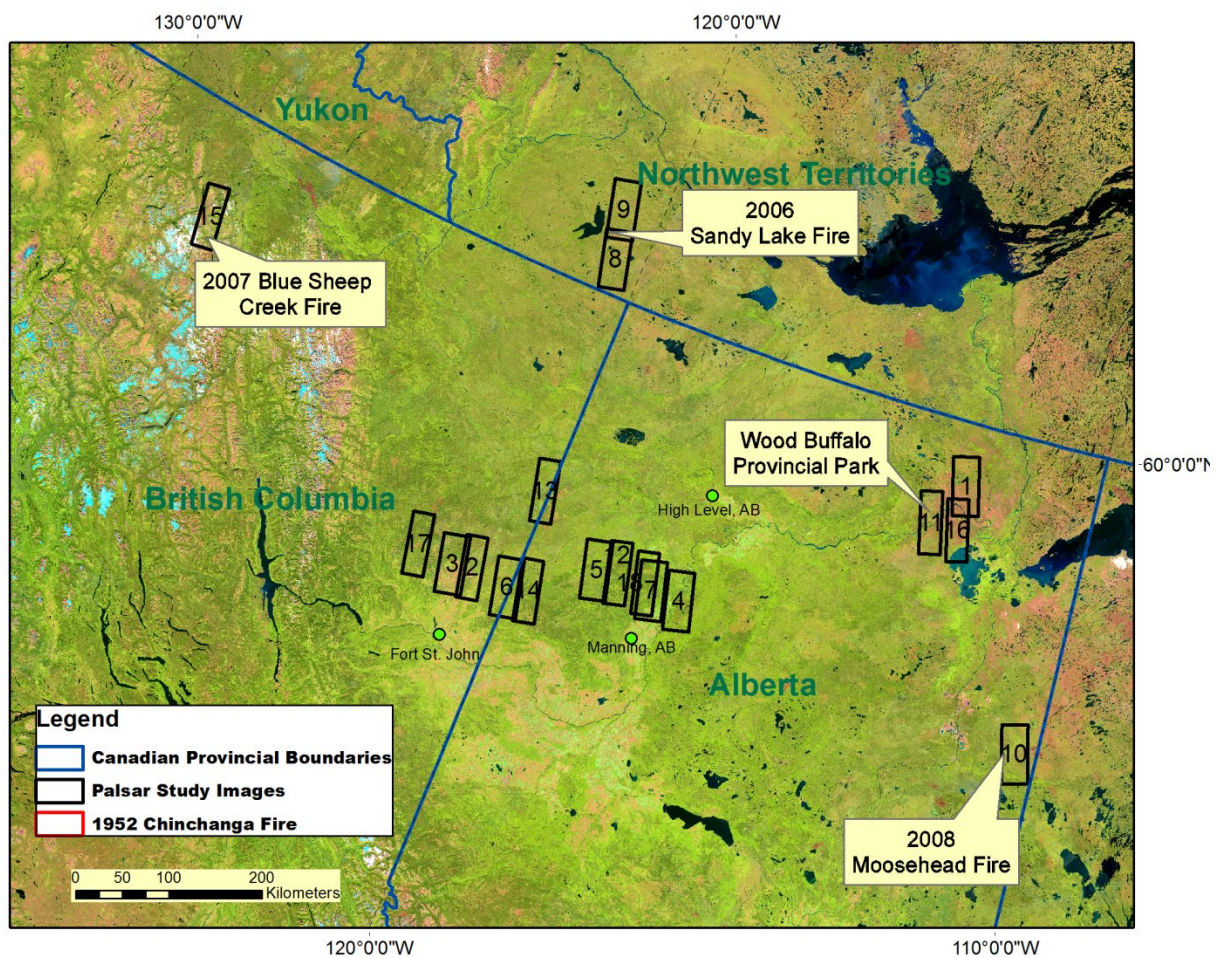 130°0'0"W
120°0'0"W
Yukon
Northwest Territories
9
2006
Sandy Lake Fire
15
8
2007 Blue Sheep
Creek Fire
Wood Buffalo
Provincial Park
60°0'0"N
British Columbia
13
High Level, AB
1
11
16
17
3
2
6
14
5
2
18
7
4
Fort St. John
Manning, AB
Alberta
Legend
Canadian Provincial Boundaries
Palsar Study Images
1952 Chinchanga Fire
10
2008
Moosehead Fire
0 50 100 200
Kilometers
120°0'0"W
110°0'0"W